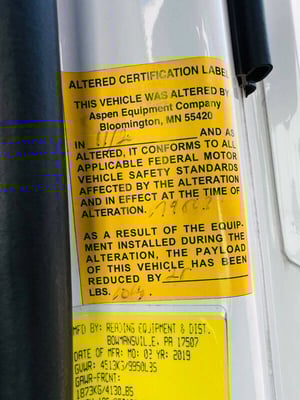 ALTERED CERTIFICATION LABEL
THIS VEHICLE WAS ALTERED BY
Aspen Equipment Company
Bloomington, MN 55420
IN AND AS
ALTERED, IT CONFORMS TO ALL
APPLICABLE FEDERAL MOTOR
VEHICLE SAFETY STANDARDS
AFFECTED BY THE ALTERATION
AND IN EFFECT AT THE TIME OF
ALTERATION.
AS A RESULT OF THE EQUIP-
MENT INSTALLED DURING THE
ALTERATION, THE PAYLOAD
OF THIS VEHICLE HAS BEEN
REDUCED BY
LBS.
MFD BY: READING EQUIPMENT & DIST.
BOWMANSVILLE, PA 17507
DATE OF MFR: MO: 03 YR: 2019
GVWR: 4513KG/9950LBS
GAWR-FRONT:
1873KG/4130LBS